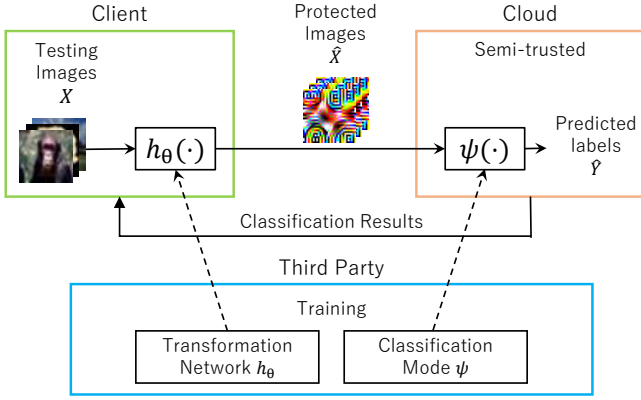 Client
Protected
Images
X̂
Cloud
Testing
Images
X
Semi-trusted
h_θ(·)
ψ(·)
Predicted
labels
Ŷ
Classification Results
Third Party
Training
Transformation
Network h_θ
Classification
Mode ψ